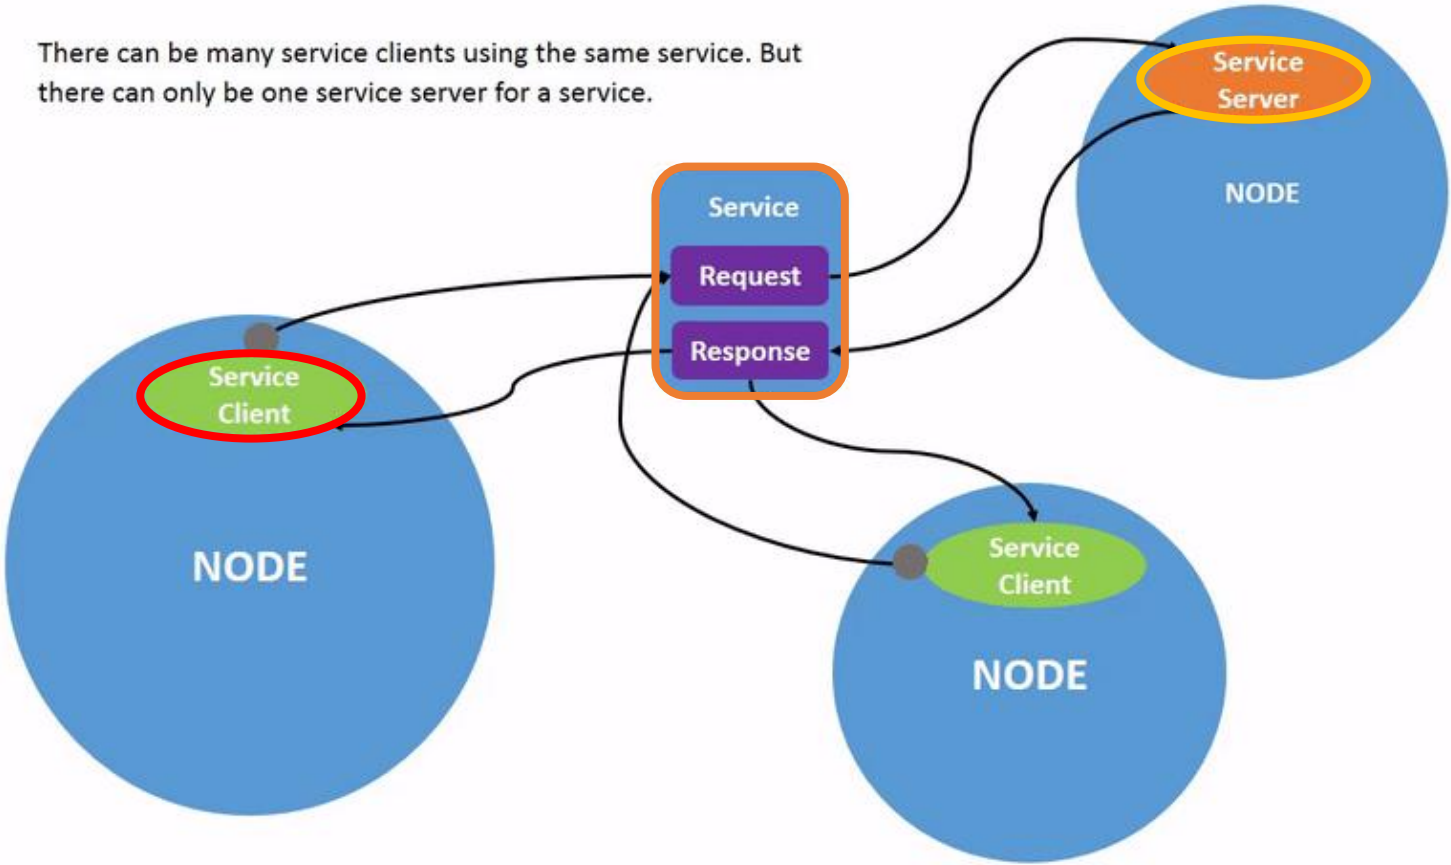 There can be many service clients using the same service. But
there can only be one service server for a service.
Service
Server
NODE
Service
Request
Response
Service
Client
NODE
Service
Client
NODE